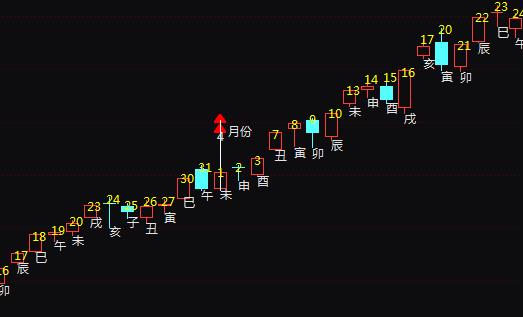 23
24
22
巳
20
午
17
21
辰
亥
16
寅
卯
14
15
13
申
酉
10
未
戌
8
9
7
4 月份
辰
寅
卯
丑
31
2
3
30
1
申
酉
午
未
27
26
巳
24
25
23
寅
20
子
丑
19
戌
18
亥
未
午
17
巳
16
辰
卯